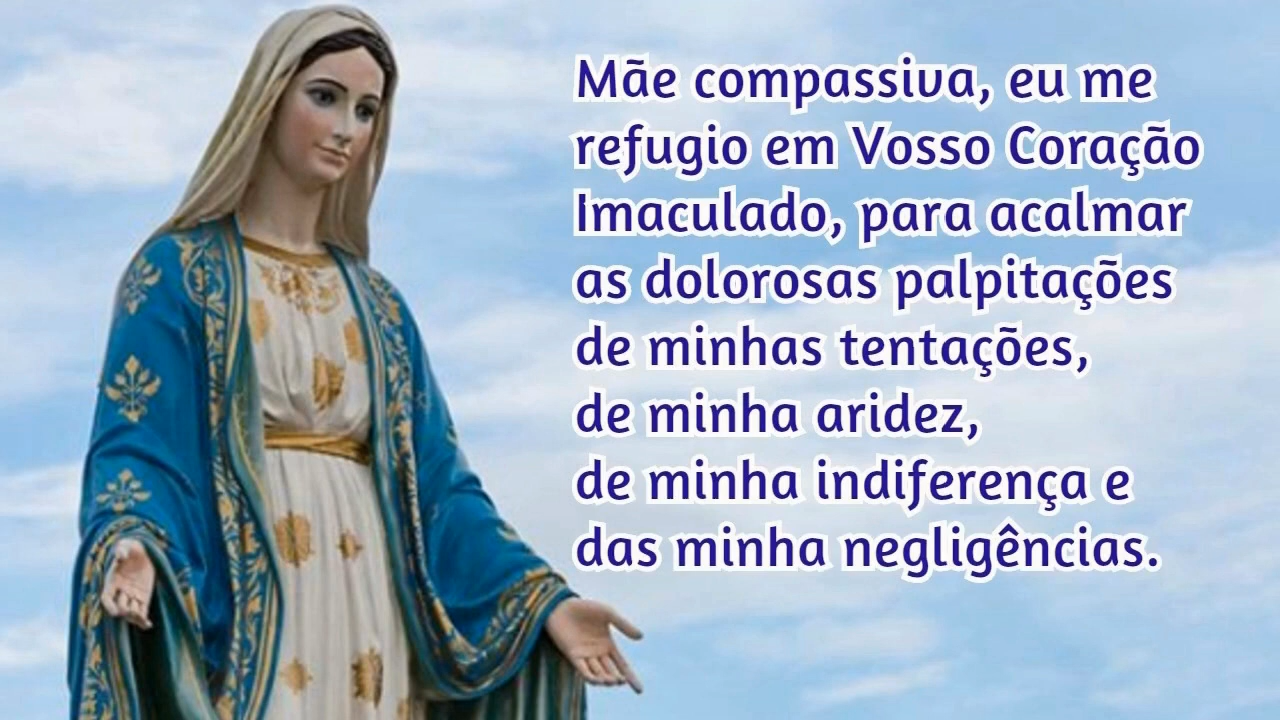 Mãe compassiva, eu me
refugio em Vosso Coração
Imaculado, para acalmar
as dolorosas palpitações
de minhas tentações,
de minha aridez,
de minha indiferença e
das minha negligências.